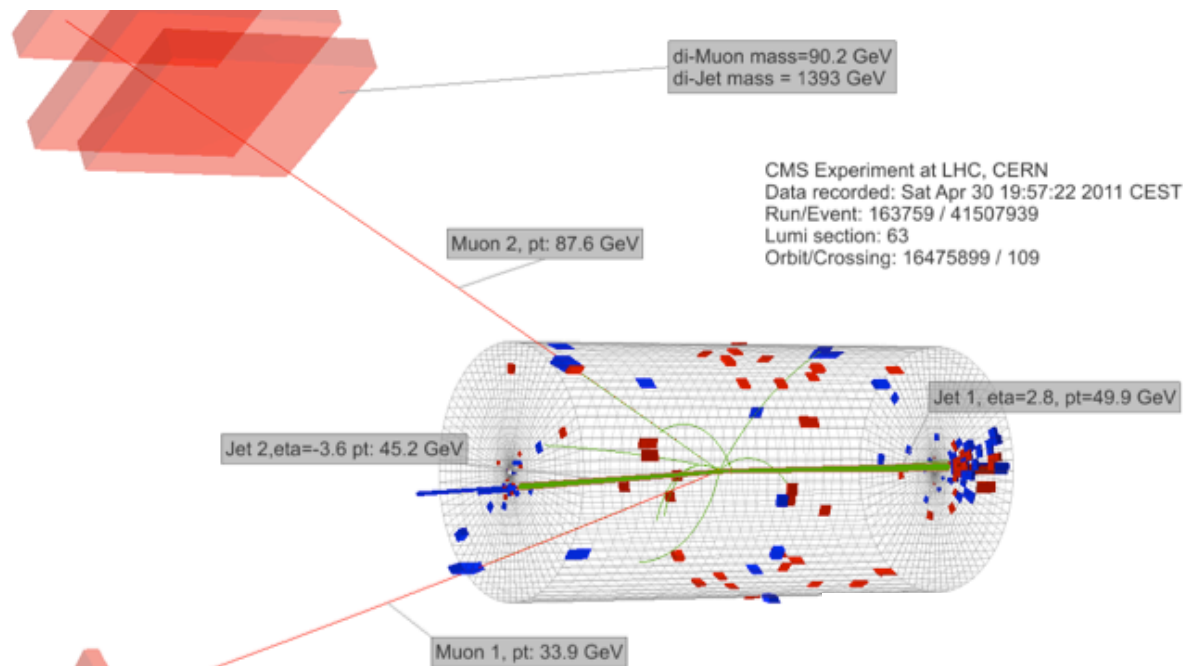 di-Muon mass=90.2 GeV
di-Jet mass = 1393 GeV
CMS Experiment at LHC, CERN
Data recorded: Sat Apr 30 19:57:22 2011 CEST
Run/Event: 163759 / 41507939
Lumi section: 63
Orbit/Crossing: 16475899 / 109
Muon 2, pt: 87.6 GeV
Jet 1, eta=2.8, pt=49.9 GeV
Jet 2,eta=-3.6 pt: 45.2 GeV
Muon 1, pt: 33.9 GeV